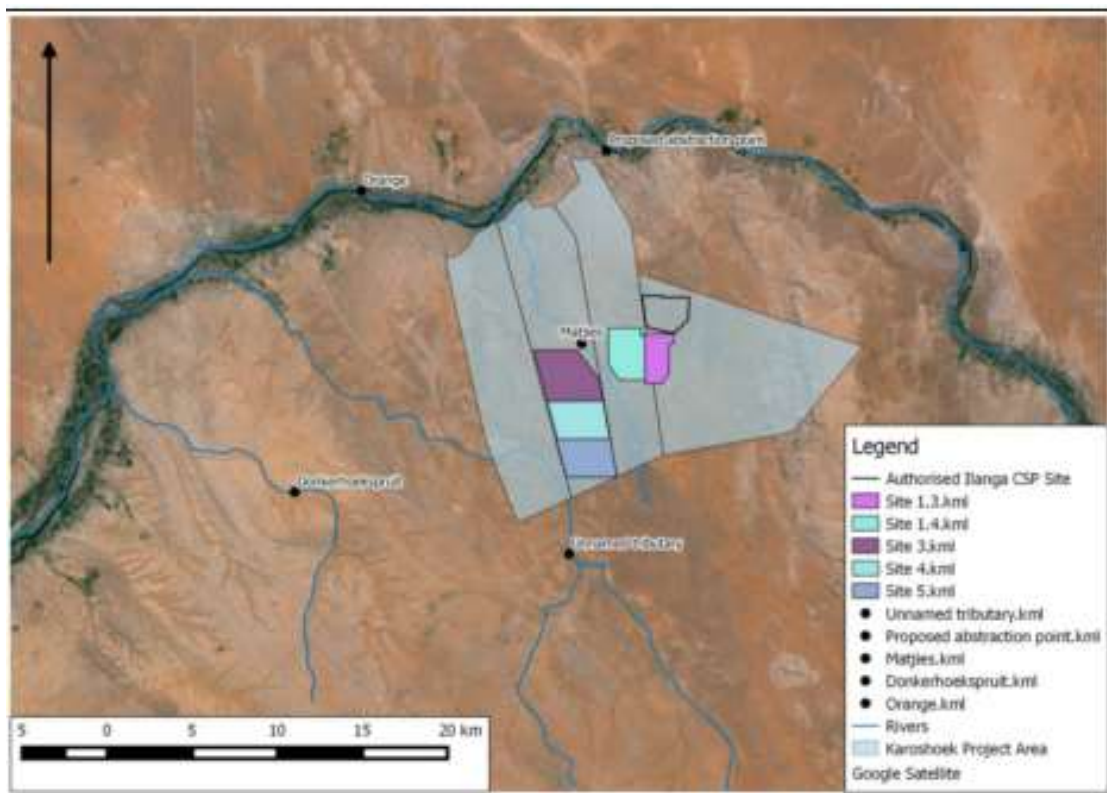 Proposed abstraction point
Orange
Matjies
Donkerhoekspruit
Unnamed tributary
Legend
Authorised Ilanga CSP Site
Site 1.3.kml
Site 1.4.kml
Site 3.kml
Site 4.kml
Site 5.kml
Unnamed tributary.kml
Proposed abstraction point.kml
Matjies.kml
Donkerhoekspruit.kml
Orange.kml
Rivers
Karoshoek Project Area
Google Satellite
5 0 5 10 15 20 km